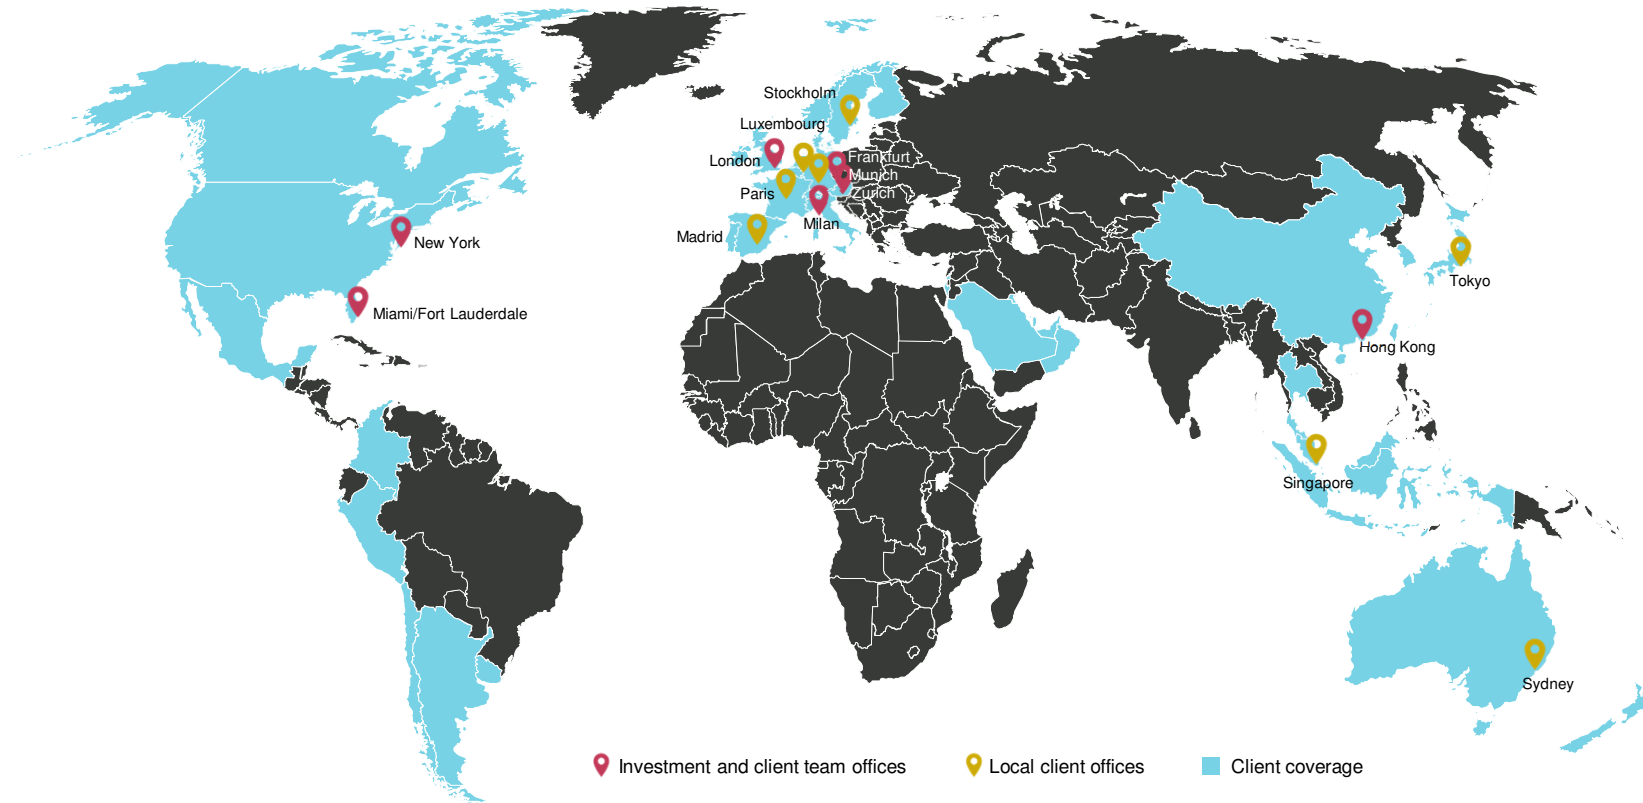 Stockholm
Luxembourg
London
Frankfurt
Munich
Zurich
Paris
Milan
Madrid
New York
Miami/Fort Lauderdale
Tokyo
Hong Kong
Singapore
Sydney
Investment and client team offices
Local client offices
Client coverage